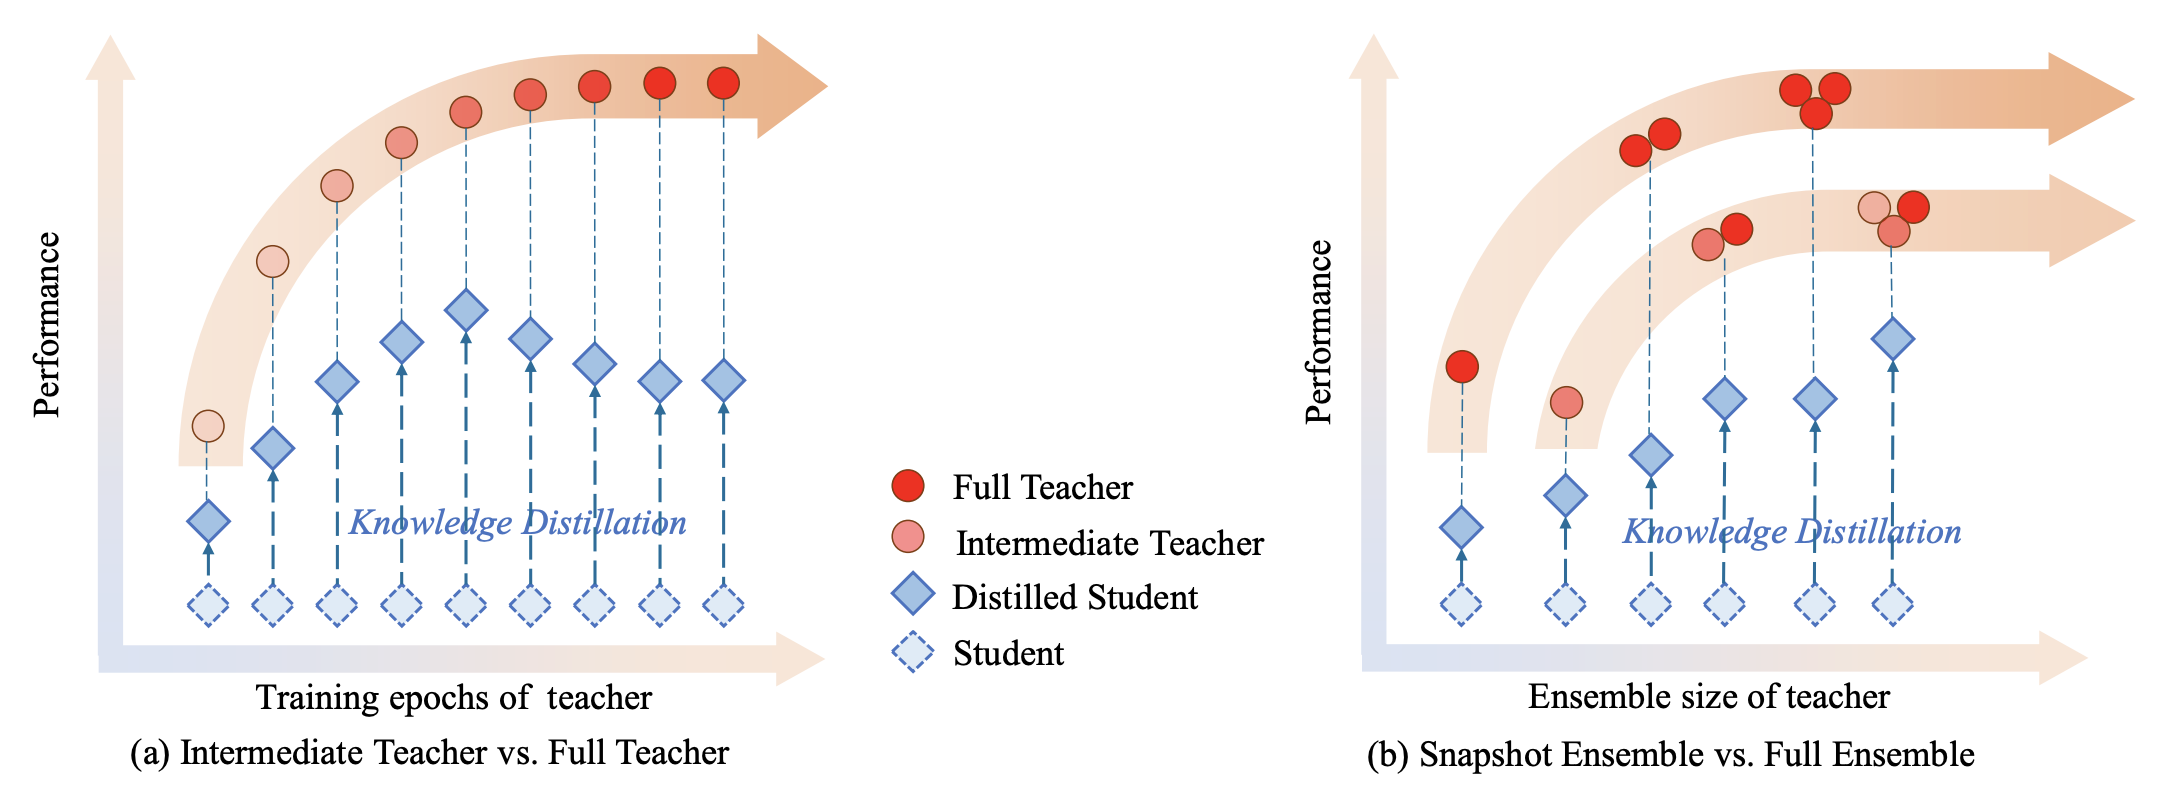 Performance
Knowledge Distillation
Training epochs of teacher
(a) Intermediate Teacher vs. Full Teacher
Full Teacher
Intermediate Teacher
Distilled Student
Student
Performance
Knowledge Distillation
Ensemble size of teacher
(b) Snapshot Ensemble vs. Full Ensemble